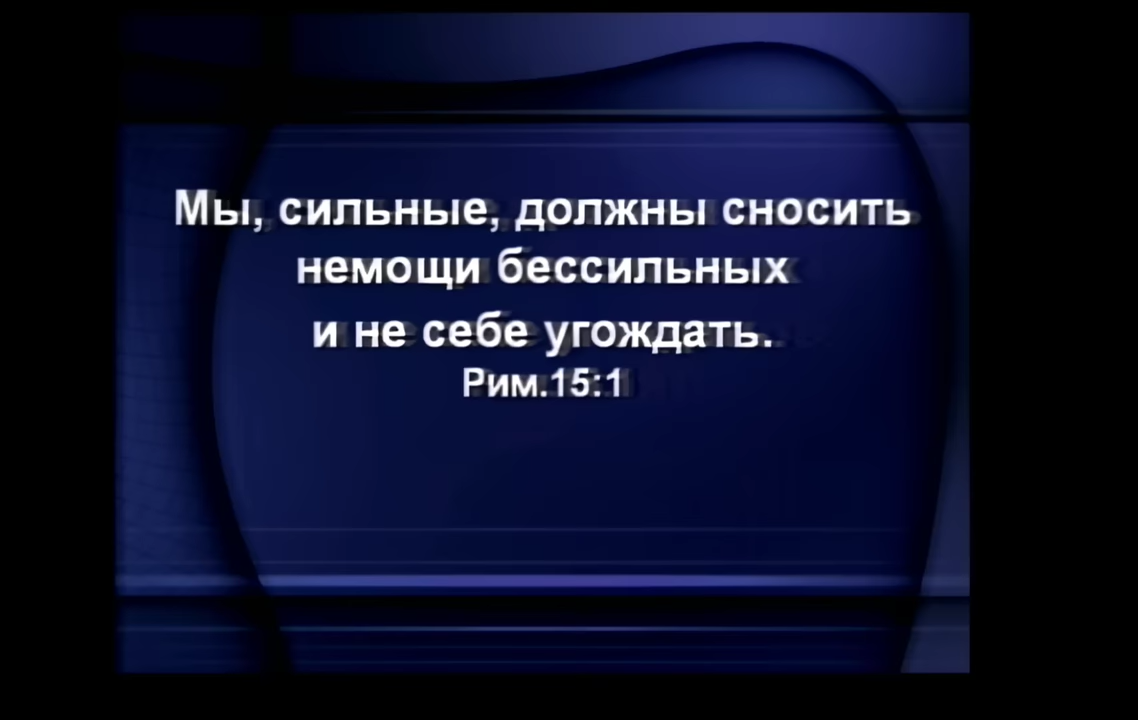 Мы, сильные, должны сносить
немощи бессильных
и не себе угождать.
Рим.15:1